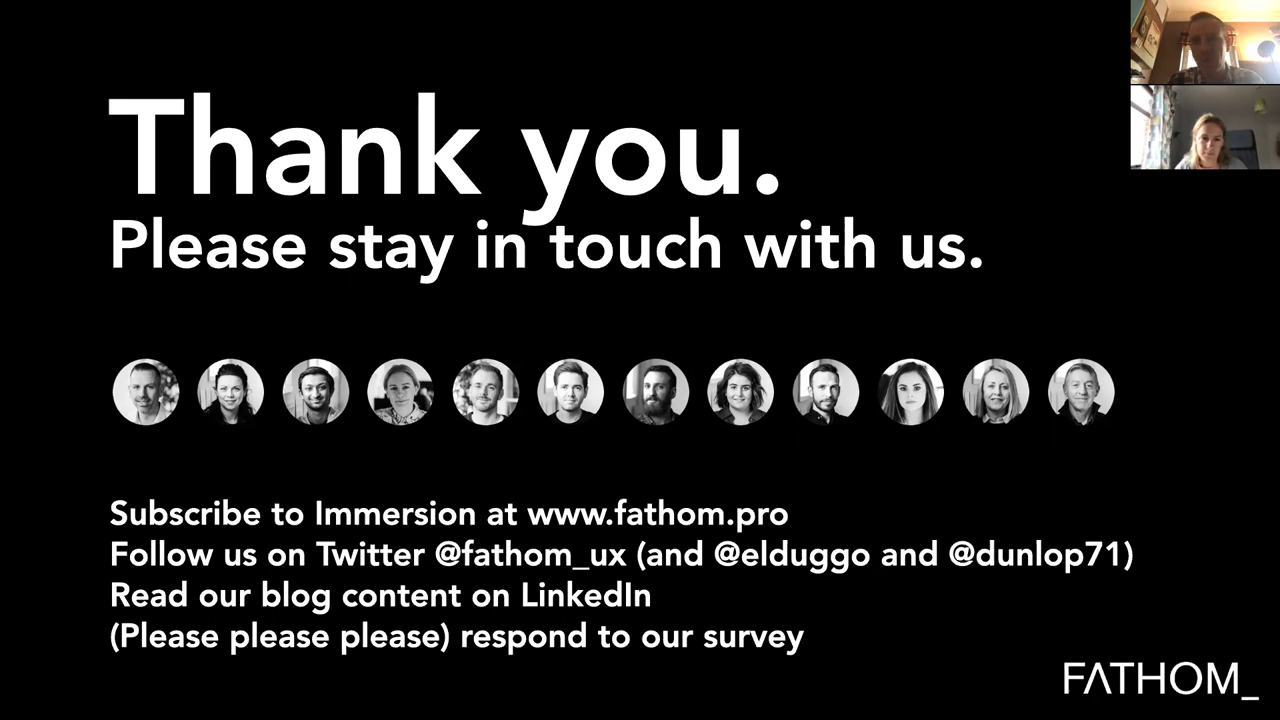 Thank you.
Please stay in touch with us.
Subscribe to Immersion at www.fathom.pro
Follow us on Twitter @fathom_ux (and @elduggo and @dunlop71)
Read our blog content on LinkedIn
(Please please please) respond to our survey
FATHOM_